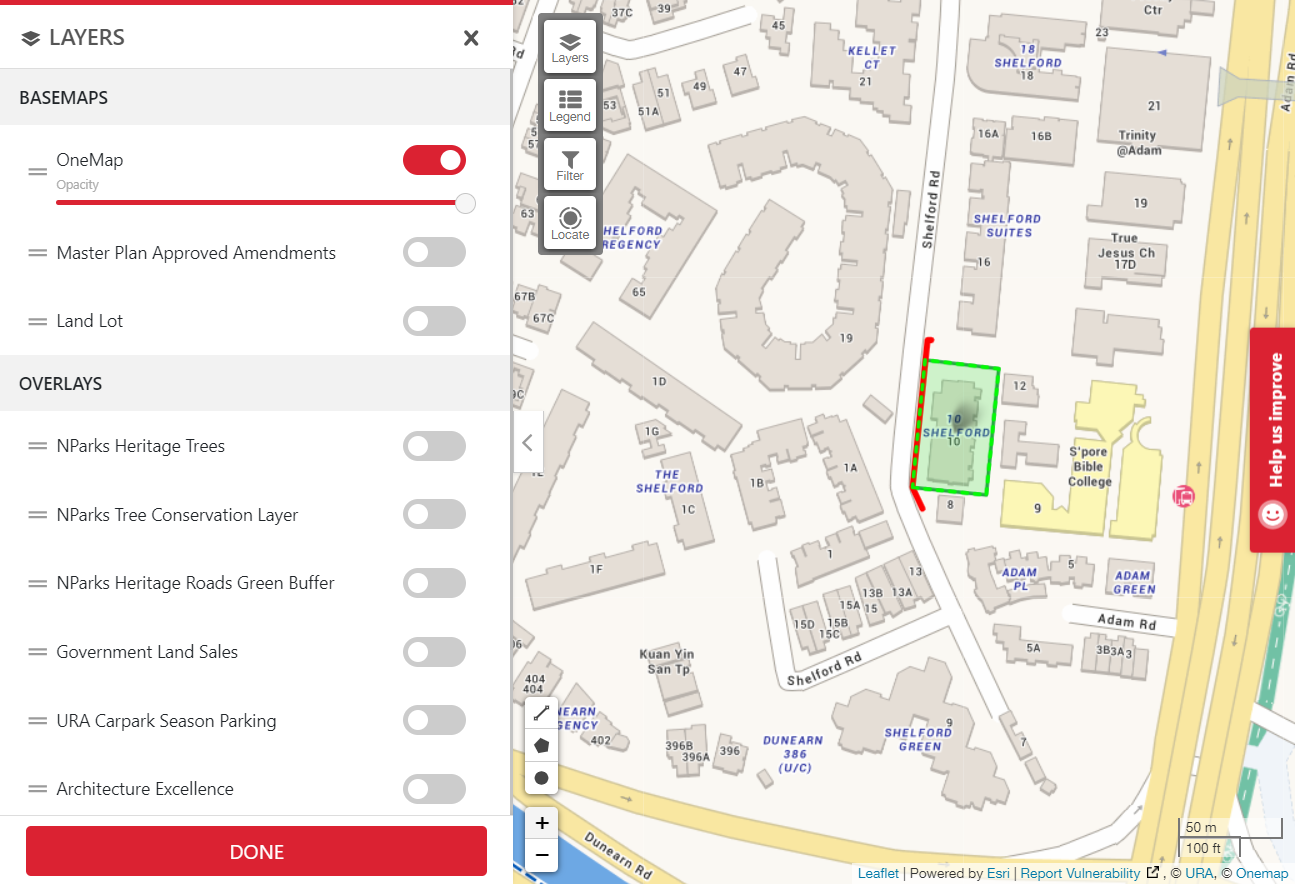 LAYERS
BASEMAPS
OneMap
Opacity
Master Plan Approved Amendments
Land Lot
OVERLAYS
NParks Heritage Trees
NParks Tree Conservation Layer
NParks Heritage Roads Green Buffer
Government Land Sales
URA Carpark Season Parking
Architecture Excellence
DONE
Layers
Legend
Filter
Locate
37C
39
45
47
49
51
51A
53
63
65
67B
67C
KELLET
CT
21
Ctr
23
18
SHELFORD
18
21
Trinity
@Adam
Adam Rd
16A
16B
19
SHELFORD
SUITES
True
Jesus Ch
17D
16
Shelford Rd
REGENCY
19
1D
12
10
SHELFORD
10
1G
THE
SHELFORD
1C
1B
1A
S'pore
Bible
College
9
8
1F
1
13
13B
13A
15A
15
15B
15D
15C
ADAM
PL
5
ADAM
GREEN
Adam Rd
5A
3B
3A
3
Kuan Yin
San Tp
Shelford Rd
404
404
402
396B
396A
396
DUNEARN
386
(U/C)
9
SHELFORD
GREEN
7
Dunearn Rd
Help us improve
+
−
50 m
100 ft
Leaflet | Powered by Esri | Report Vulnerability , © URA, © Onemap